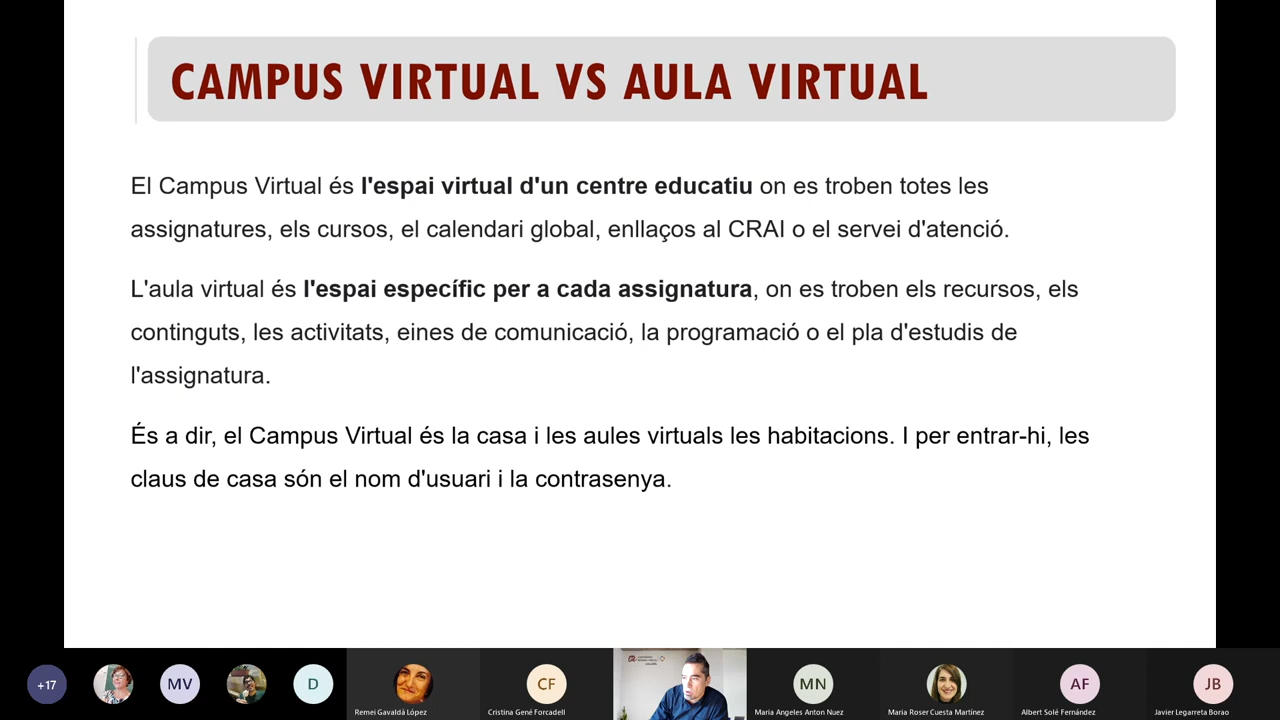 CAMPUS VIRTUAL VS AULA VIRTUAL
El Campus Virtual és l'espai virtual d'un centre educatiu on es troben totes les
assignatures, els cursos, el calendari global, enllaços al CRAI o el servei d'atenció.
L'aula virtual és l'espai específic per a cada assignatura, on es troben els recursos, els
continguts, les activitats, eines de comunicació, la programació o el pla d'estudis de
l'assignatura.
És a dir, el Campus Virtual és la casa i les aules virtuals les habitacions. I per entrar-hi, les
claus de casa són el nom d'usuari i la contrasenya.
+17
MV
D
CF
MN
AF
JB
Remei Gavaldà López
Cristina Gené Forcadell
Maria Angeles Anton Nuez
Maria Roser Cuesta Martínez
Albert Solé Fernández
Javier Legarreta Borao